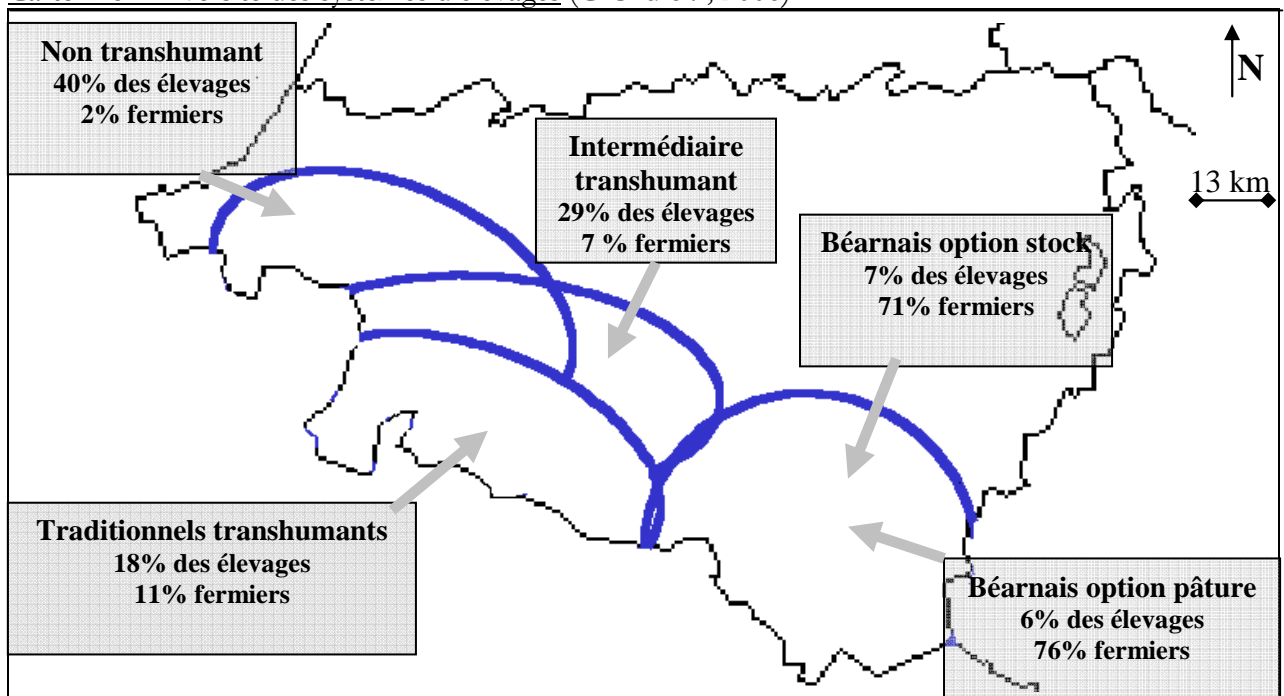 Non transhumant
40% des élevages
2% fermiers
N
Intermédiaire
transhumant
29% des élevages
7 % fermiers
13 km
Béarnais option stock
7% des élevages
71% fermiers
Traditionnels transhumants
18% des élevages
11% fermiers
Béarnais option pâture
6% des élevages
76% fermiers